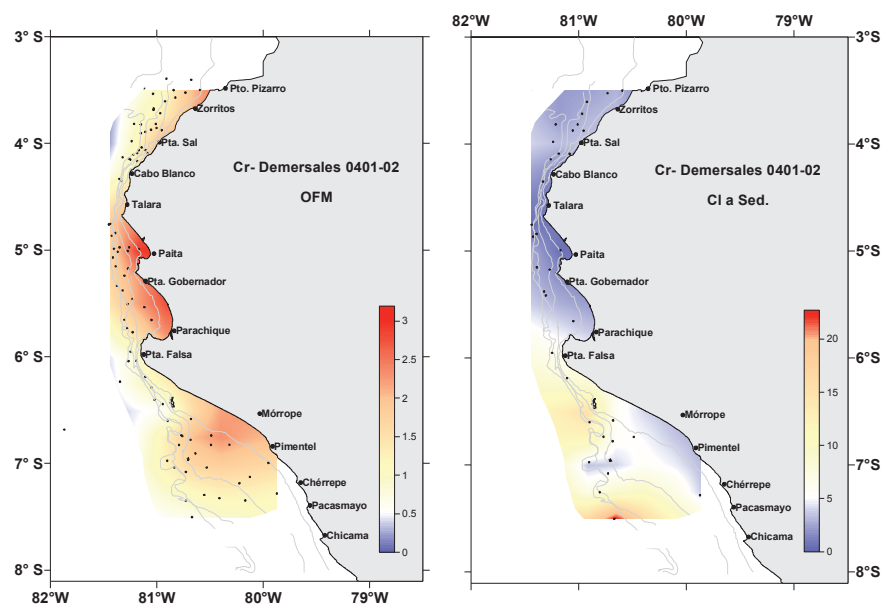 82°W 81°W 80°W 79°W
3°S
4°S
5°S
6°S
7°S
8°S
Pto. Pizarro
Zorritos
Pta. Sal
Cabo Blanco
Talara
Paita
Pta. Gobernador
Parachique
Pta. Falsa
Mórrope
Pimentel
Chérrepe
Pacasmayo
Chicama
Cr- Demersales 0401-02
OFM
3
2.5
2
1.5
1
0.5
0
82°W 81°W 80°W 79°W
3°S
4°S
5°S
6°S
7°S
8°S
Pto. Pizarro
Zorritos
Pta. Sal
Cabo Blanco
Talara
Paita
Pta. Gobernador
Parachique
Pta. Falsa
Mórrope
Pimentel
Chérrepe
Pacasmayo
Chicama
Cr- Demersales 0401-02
Cl a Sed.
20
15
10
5
0